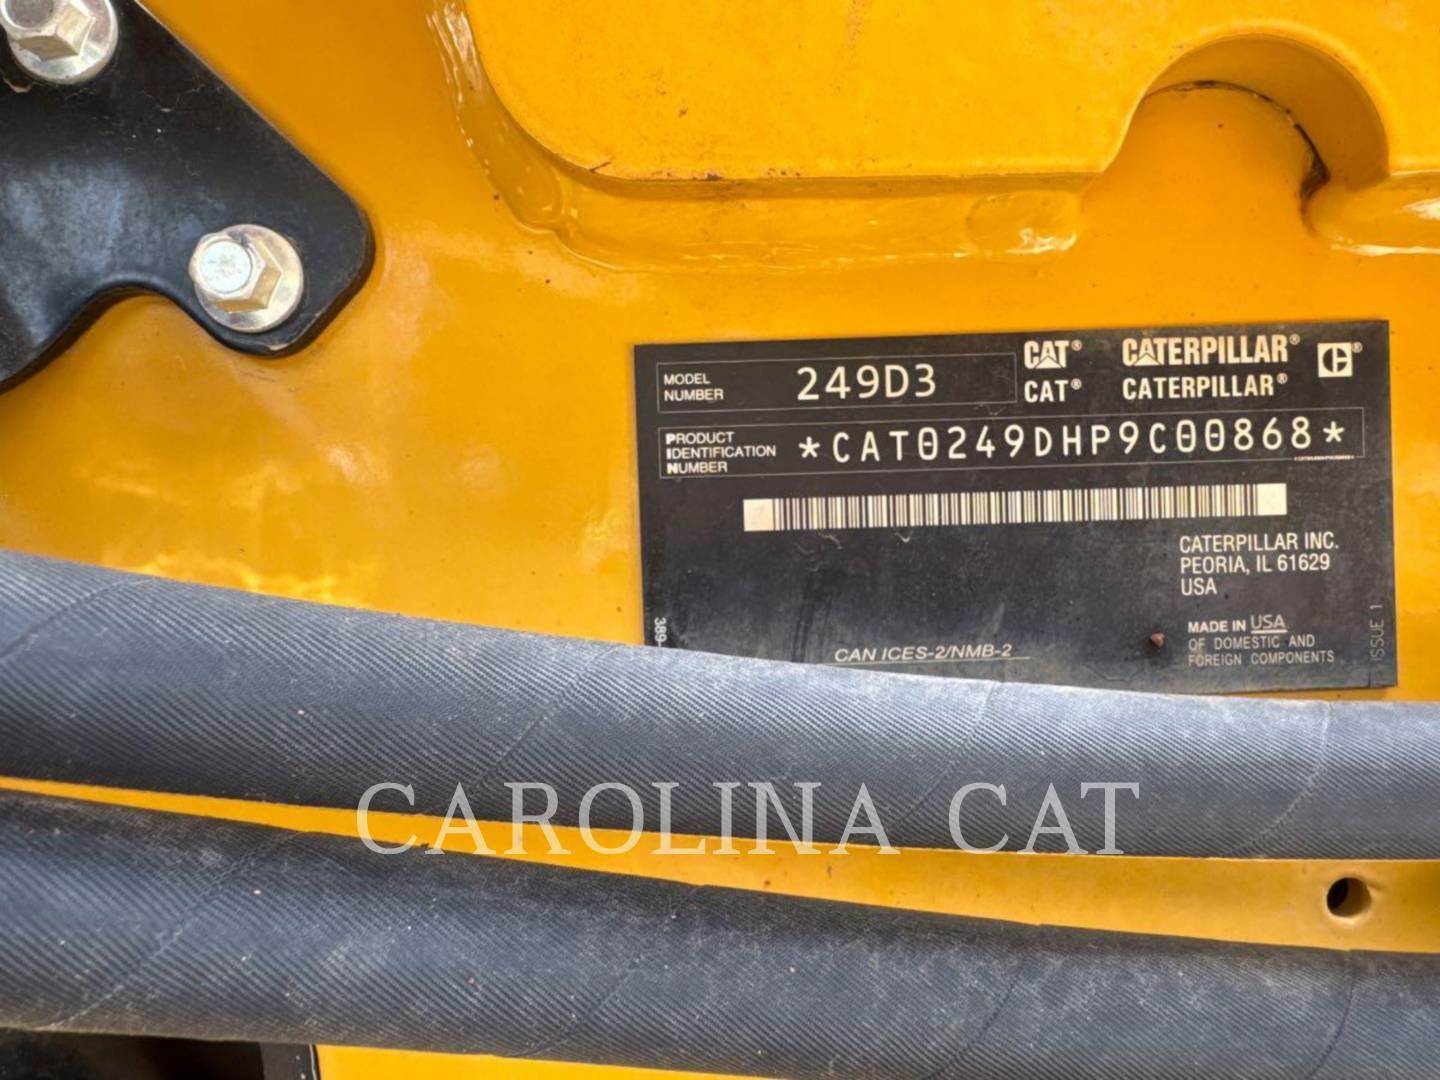 MODEL NUMBER 249D3
CAT® CATERPILLAR®
CAT® CATERPILLAR®
PRODUCT IDENTIFICATION NUMBER *CAT0249DHP9C00868*
CATERPILLAR INC.
PEORIA, IL 61629
USA
MADE IN USA
OF DOMESTIC AND
FOREIGN COMPONENTS
CAN ICES-2/NMB-2
389-
ISSUE 1
CAROLINA CAT